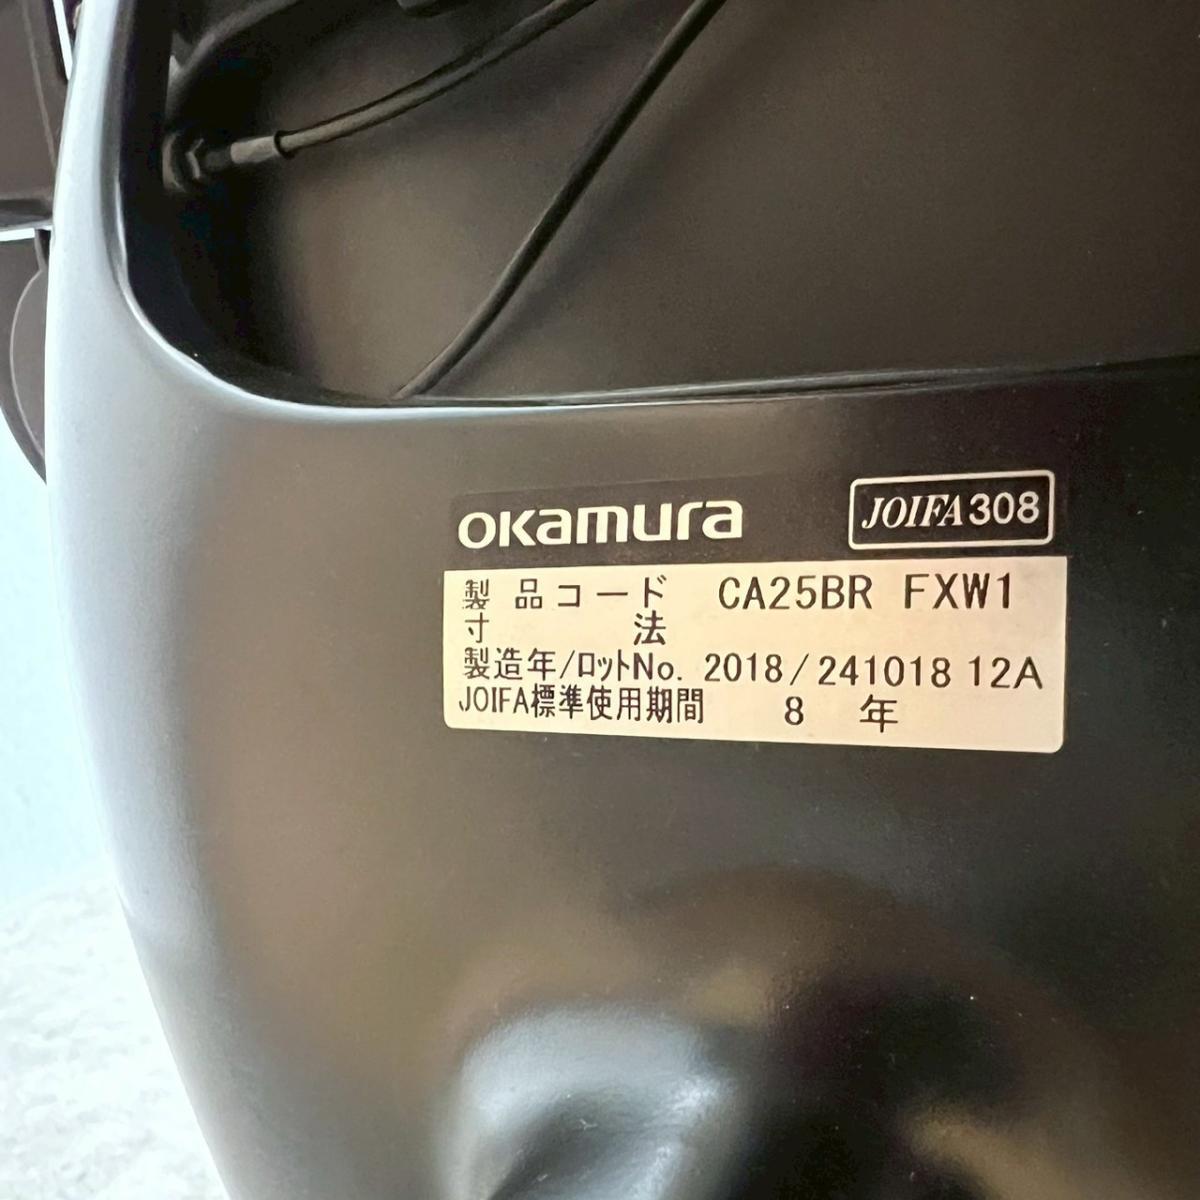 okamura JOIFA308
製品コード CA25BR FXW1
寸法
製造年/ロットNo. 2018/241018 12A
JOIFA標準使用期間 8年